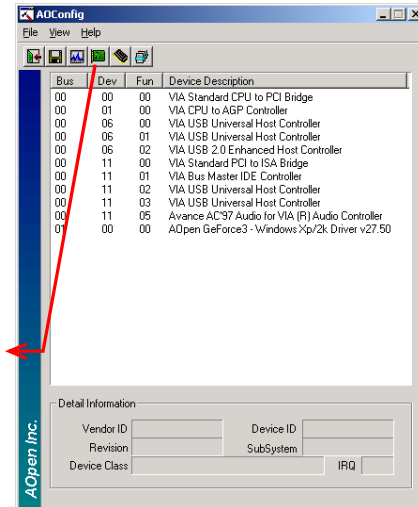 AOConfig
File View Help
Bus Dev Fun Device Description
00 00 00 VIA Standard CPU to PCI Bridge
00 01 00 VIA CPU to AGP Controller
00 06 00 VIA USB Universal Host Controller
00 06 01 VIA USB Universal Host Controller
00 06 02 VIA USB 2.0 Enhanced Host Controller
00 11 00 VIA Standard PCI to ISA Bridge
00 11 01 VIA Bus Master IDE Controller
00 11 02 VIA USB Universal Host Controller
00 11 03 VIA USB Universal Host Controller
00 11 05 Avance AC'97 Audio for VIA (R) Audio Controller
01 00 00 AOpen GeForce3 - Windows Xp/2k Driver v27.50
Detail Information
Vendor ID Device ID
Revision SubSystem
Device Class IRQ
AOpen Inc.